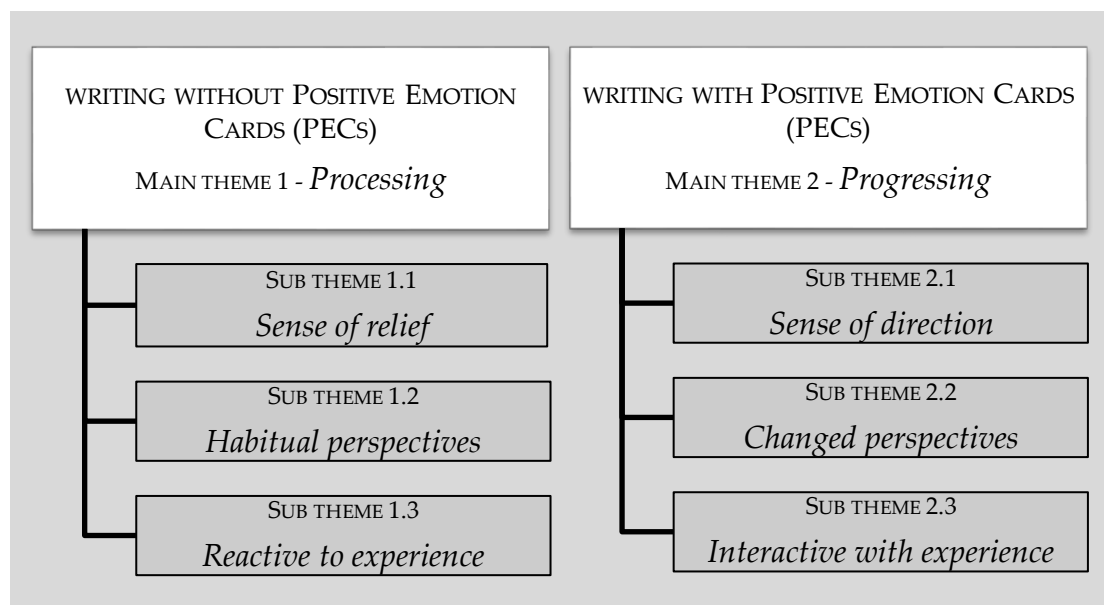 WRITING WITHOUT POSITIVE EMOTION
CARDS (PECS)
MAIN THEME 1 - Processing
SUB THEME 1.1
Sense of relief
SUB THEME 1.2
Habitual perspectives
SUB THEME 1.3
Reactive to experience
WRITING WITH POSITIVE EMOTION CARDS
(PECS)
MAIN THEME 2 - Progressing
SUB THEME 2.1
Sense of direction
SUB THEME 2.2
Changed perspectives
SUB THEME 2.3
Interactive with experience